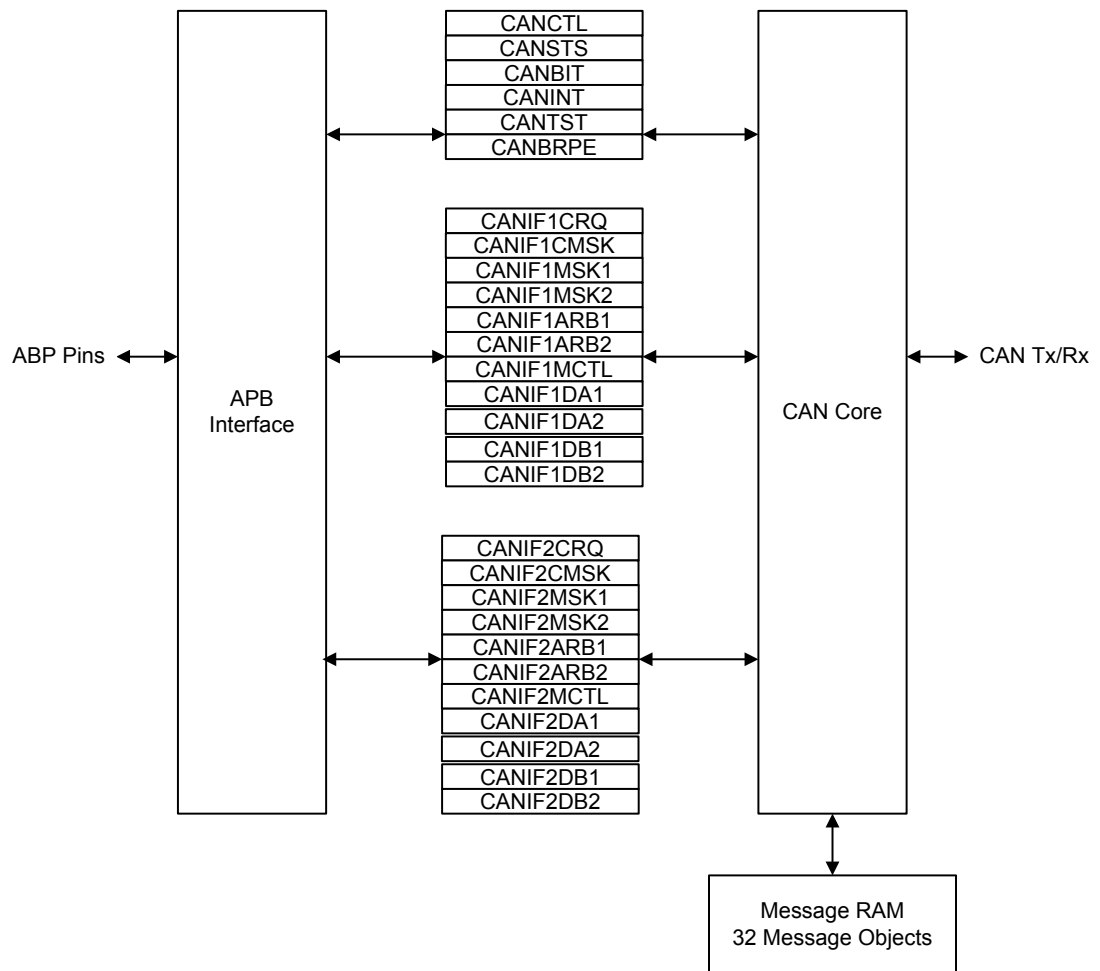 CANCTL
CANSTS
CANBIT
CANINT
CANTST
CANBRPE
CANIF1CRQ
CANIF1CMSK
CANIF1MSK1
CANIF1MSK2
CANIF1ARB1
CANIF1ARB2
CANIF1MCTL
CANIF1DA1
CANIF1DA2
CANIF1DB1
CANIF1DB2
ABP Pins
APB
Interface
CAN Core
CAN Tx/Rx
CANIF2CRQ
CANIF2CMSK
CANIF2MSK1
CANIF2MSK2
CANIF2ARB1
CANIF2ARB2
CANIF2MCTL
CANIF2DA1
CANIF2DA2
CANIF2DB1
CANIF2DB2
Message RAM
32 Message Objects